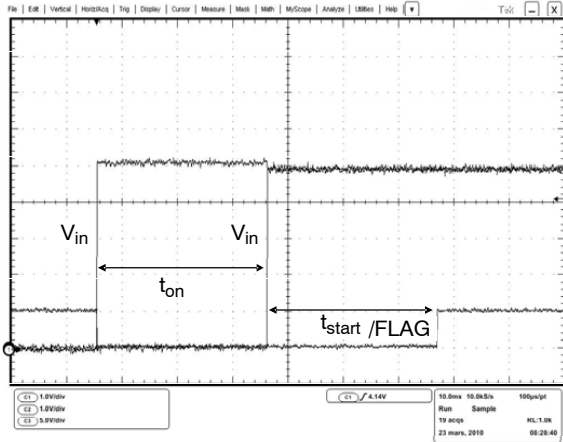 File Edit Vertical Horiz/Acq Trig Display Cursor Measure Mask Math MyScope Analyze Utilities Help Tek
Vin Vin
ton
tstart /FLAG
C1 1.0V/div
C2 1.0V/div
C3 5.0V/div
C1 4.14V
10.0ms 10.0kS/s 100µs/pt
Run Sample
19 acqs RL:1.0k
23 mars, 2010 08:28:40